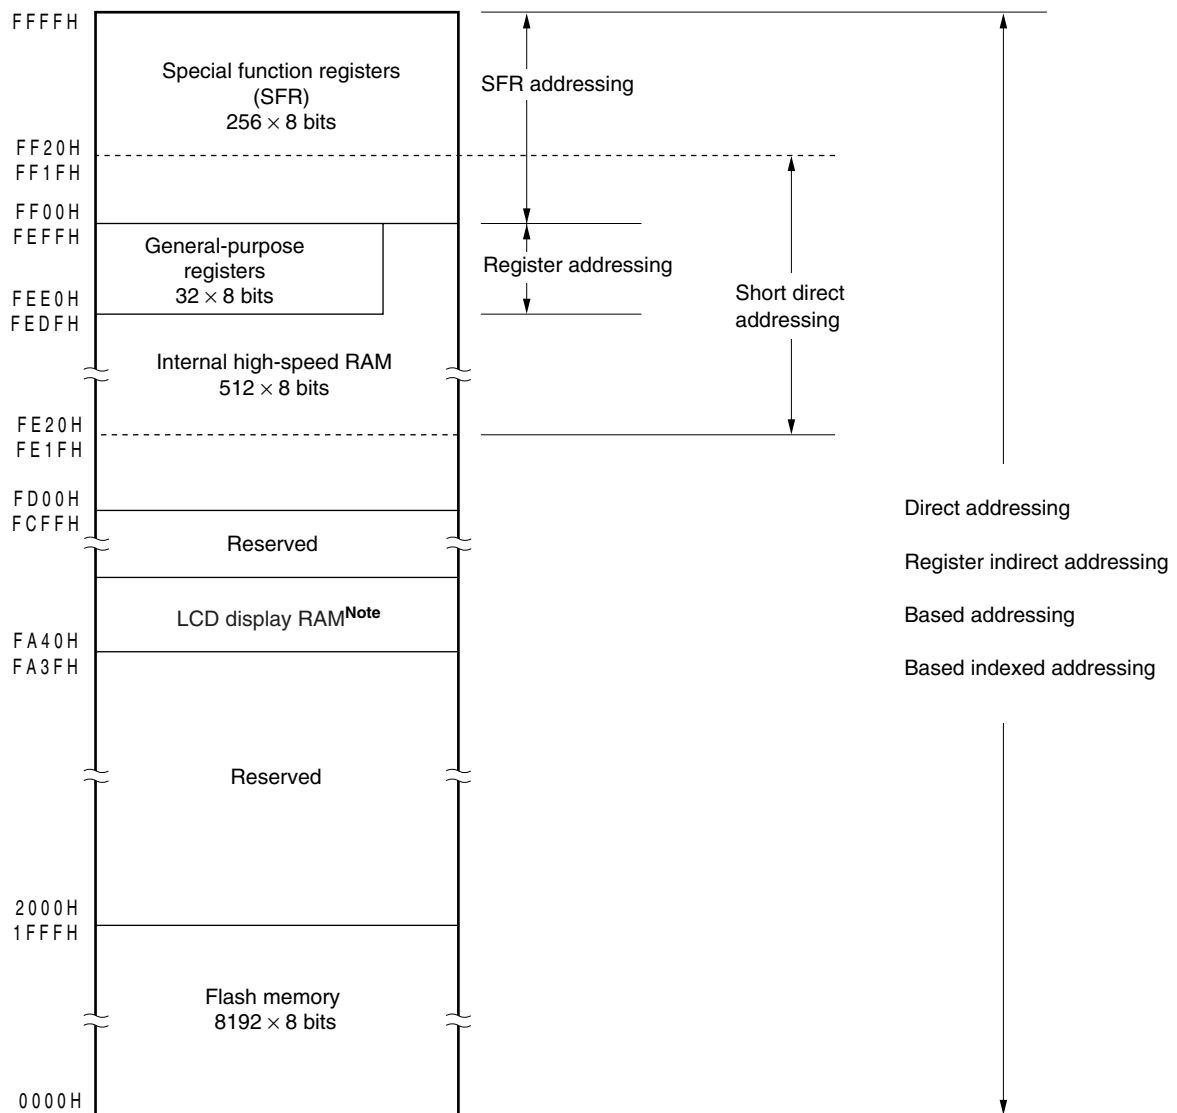 FFFFH
Special function registers
(SFR)
256 × 8 bits
SFR addressing
FF20H
FF1FH
FF00H
FEFFH
General-purpose
registers
32 × 8 bits
Register addressing
Short direct
addressing
FEE0H
FEDFH
Internal high-speed RAM
512 × 8 bits
FE20H
FE1FH
FD00H
FCFFH
Direct addressing
Reserved
Register indirect addressing
LCD display RAMNote
Based addressing
FA40H
FA3FH
Based indexed addressing
Reserved
2000H
1FFFH
Flash memory
8192 × 8 bits
0000H